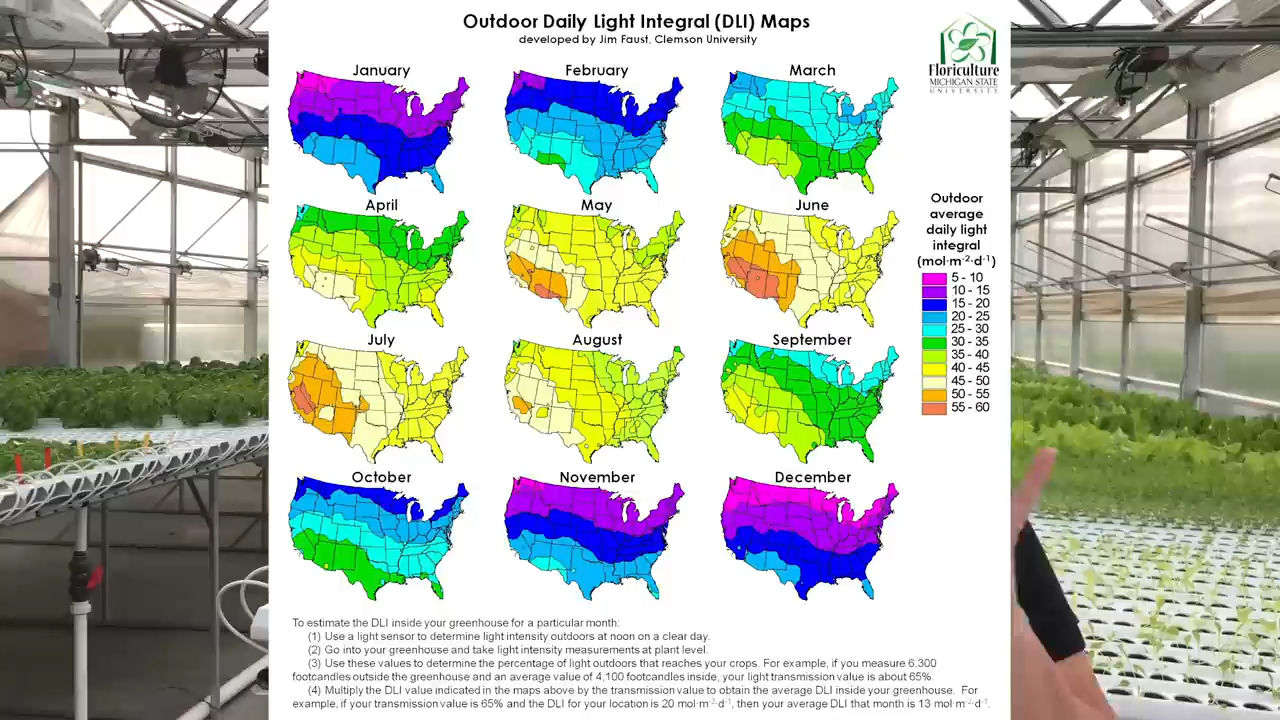 Outdoor Daily Light Integral (DLI) Maps
developed by Jim Faust, Clemson University
Floriculture
MICHIGAN STATE
UNIVERSITY
January
February
March
April
May
June
July
August
September
October
November
December
Outdoor
average
daily light
integral
(mol·m⁻²·d⁻¹)
5 - 10
10 - 15
15 - 20
20 - 25
25 - 30
30 - 35
35 - 40
40 - 45
45 - 50
50 - 55
55 - 60
To estimate the DLI inside your greenhouse for a particular month:
(1) Use a light sensor to determine light intensity outdoors at noon on a clear day.
(2) Go into your greenhouse and take light intensity measurements at plant level.
(3) Use these values to determine the percentage of light outdoors that reaches your crops. For example, if you measure 6,300
footcandles outside the greenhouse and an average value of 4,100 footcandles inside, your light transmission value is about 65%.
(4) Multiply the DLI value indicated in the maps above by the transmission value to obtain the average DLI inside your greenhouse. For
example, if your transmission value is 65% and the DLI for your location is 20 mol·m⁻²·d⁻¹, then your average DLI that month is 13 mol·m⁻²·d⁻¹.